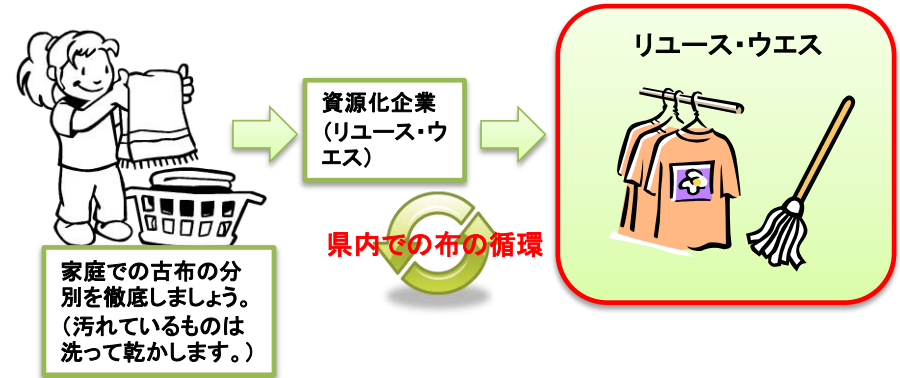 家庭での古布の分
別を徹底しましょう。
（汚れているものは
洗って乾かします。）
資源化企業
（リユース・ウ
エス）
県内での布の循環
リユース・ウエス